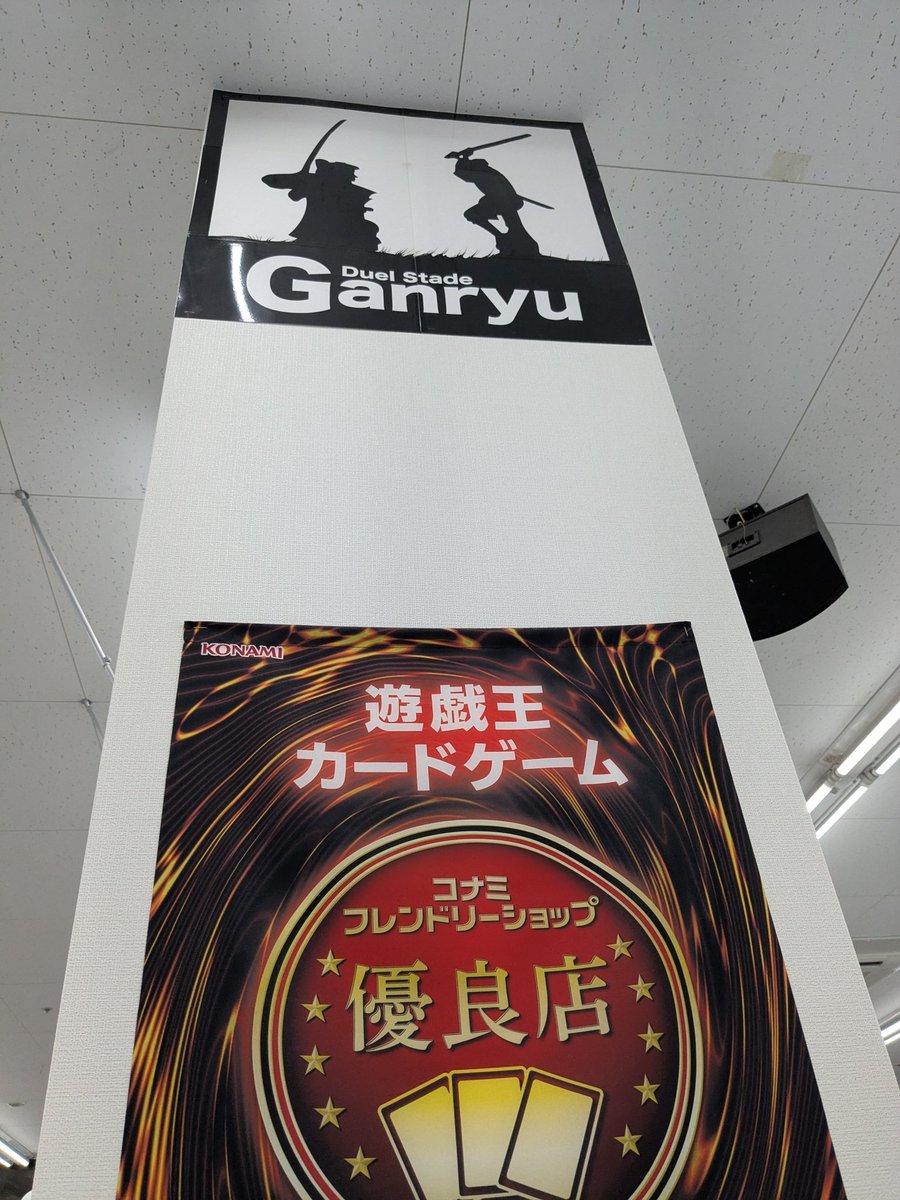 Duel Stade
Ganryu
KONAMI
遊戯王
カードゲーム
コナミ
フレンドリーショップ
優良店